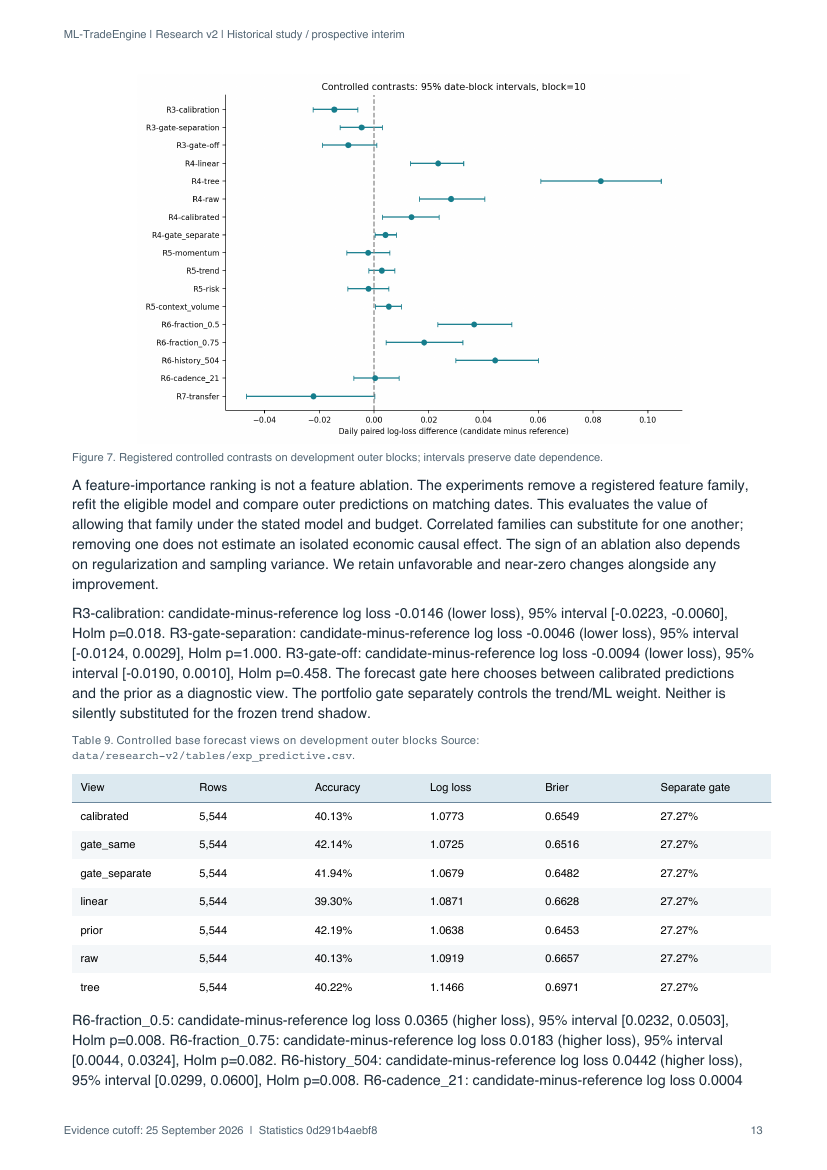 ML-TradeEngine | Research v2 | Historical study / prospective interim
Controlled contrasts: 95% date-block intervals, block=10
R3-calibration
R3-gate-separation
R3-gate-off
R4-linear
R4-tree
R4-raw
R4-calibrated
R4-gate_separate
R5-momentum
R5-trend
R5-risk
R5-context_volume
R6-fraction_0.5
R6-fraction_0.75
R6-history_504
R6-cadence_21
R7-transfer
−0.04 −0.02 0.00 0.02 0.04 0.06 0.08 0.10
Daily paired log-loss difference (candidate minus reference)
Figure 7. Registered controlled contrasts on development outer blocks; intervals preserve date dependence.
A feature-importance ranking is not a feature ablation. The experiments remove a registered feature family,
refit the eligible model and compare outer predictions on matching dates. This evaluates the value of
allowing that family under the stated model and budget. Correlated families can substitute for one another;
removing one does not estimate an isolated economic causal effect. The sign of an ablation also depends
on regularization and sampling variance. We retain unfavorable and near-zero changes alongside any
improvement.
R3-calibration: candidate-minus-reference log loss -0.0146 (lower loss), 95% interval [-0.0223, -0.0060],
Holm p=0.018. R3-gate-separation: candidate-minus-reference log loss -0.0046 (lower loss), 95% interval
[-0.0124, 0.0029], Holm p=1.000. R3-gate-off: candidate-minus-reference log loss -0.0094 (lower loss), 95%
interval [-0.0190, 0.0010], Holm p=0.458. The forecast gate here chooses between calibrated predictions
and the prior as a diagnostic view. The portfolio gate separately controls the trend/ML weight. Neither is
silently substituted for the frozen trend shadow.
Table 9. Controlled base forecast views on development outer blocks Source:
data/research-v2/tables/exp_predictive.csv.
View Rows Accuracy Log loss Brier Separate gate
calibrated 5,544 40.13% 1.0773 0.6549 27.27%
gate_same 5,544 42.14% 1.0725 0.6516 27.27%
gate_separate 5,544 41.94% 1.0679 0.6482 27.27%
linear 5,544 39.30% 1.0871 0.6628 27.27%
prior 5,544 42.19% 1.0638 0.6453 27.27%
raw 5,544 40.13% 1.0919 0.6657 27.27%
tree 5,544 40.22% 1.1466 0.6971 27.27%
R6-fraction_0.5: candidate-minus-reference log loss 0.0365 (higher loss), 95% interval [0.0232, 0.0503],
Holm p=0.008. R6-fraction_0.75: candidate-minus-reference log loss 0.0183 (higher loss), 95% interval
[0.0044, 0.0324], Holm p=0.082. R6-history_504: candidate-minus-reference log loss 0.0442 (higher loss),
95% interval [0.0299, 0.0600], Holm p=0.008. R6-cadence_21: candidate-minus-reference log loss 0.0004
Evidence cutoff: 25 September 2026 | Statistics 0d291b4aebf8 13